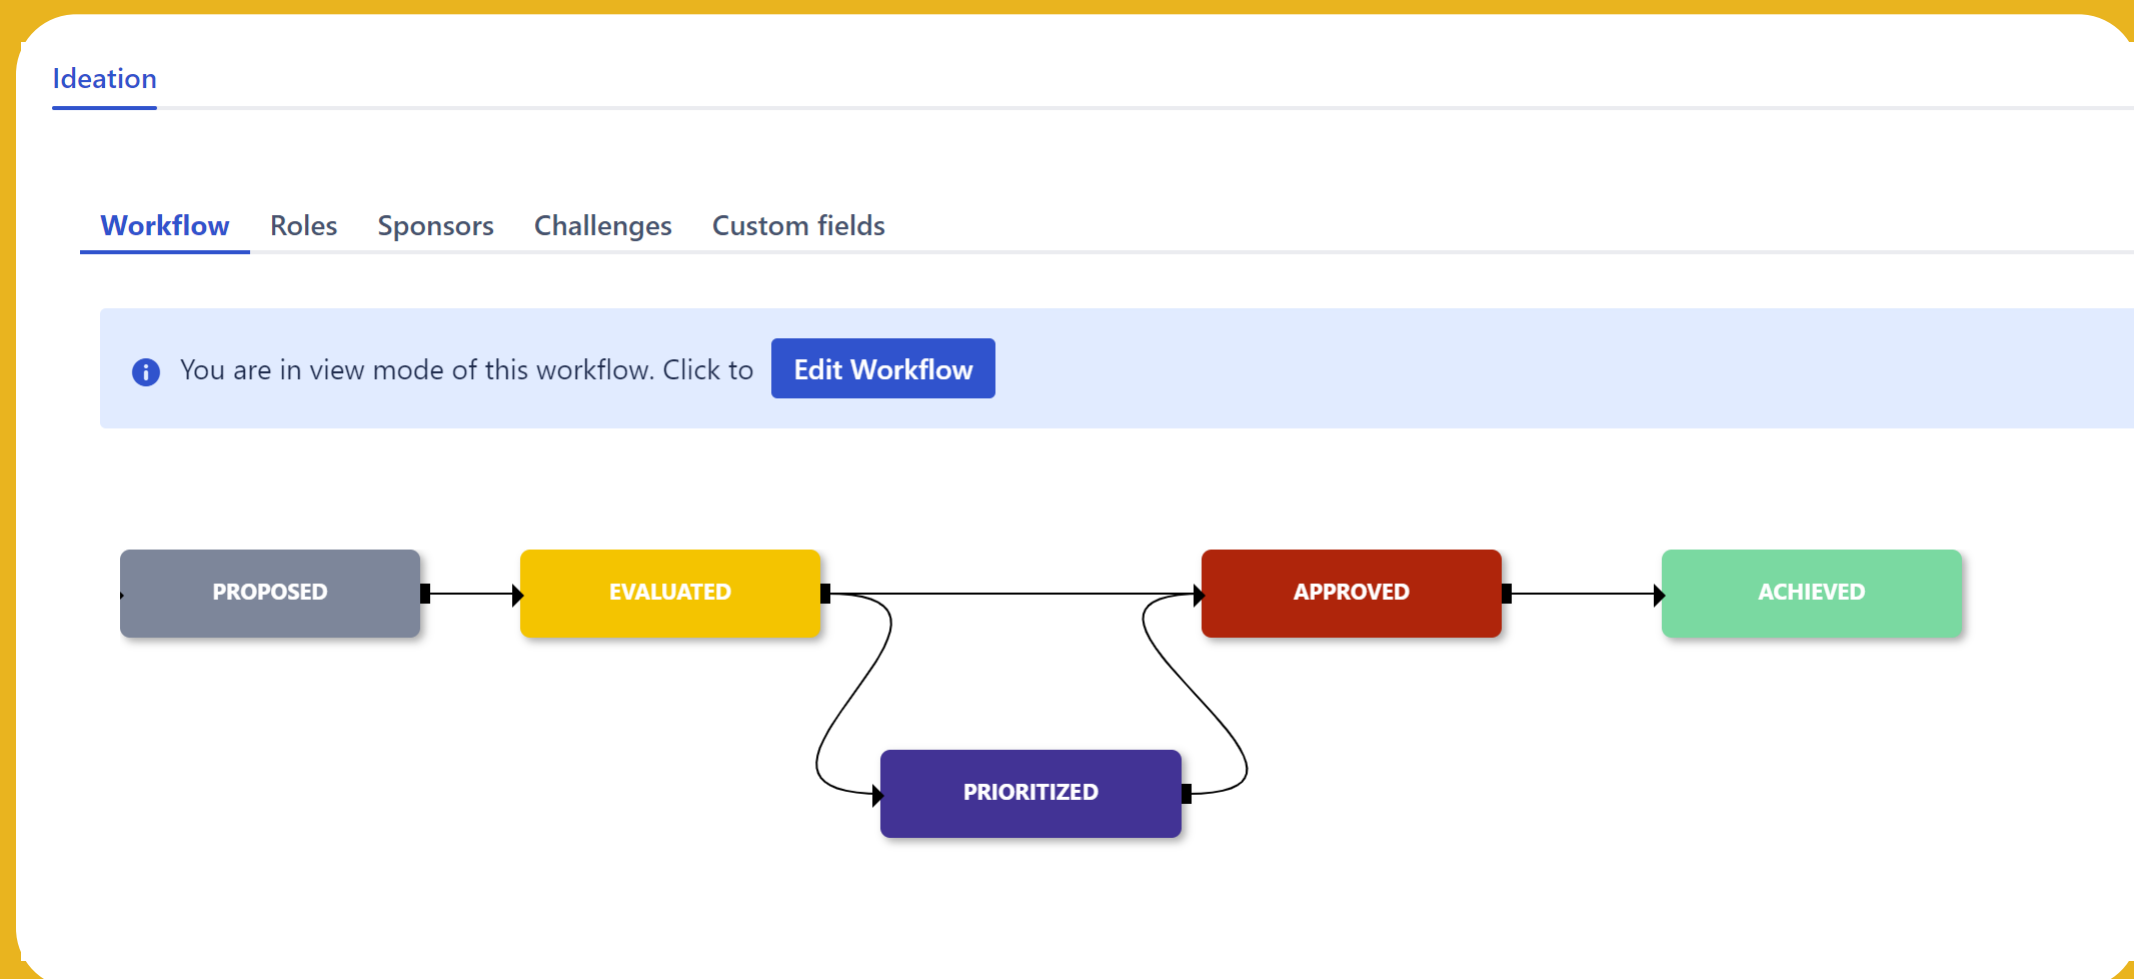 Ideation
Workflow Roles Sponsors Challenges Custom fields
You are in view mode of this workflow. Click to Edit Workflow
PROPOSED EVALUATED APPROVED ACHIEVED
PRIORITIZED